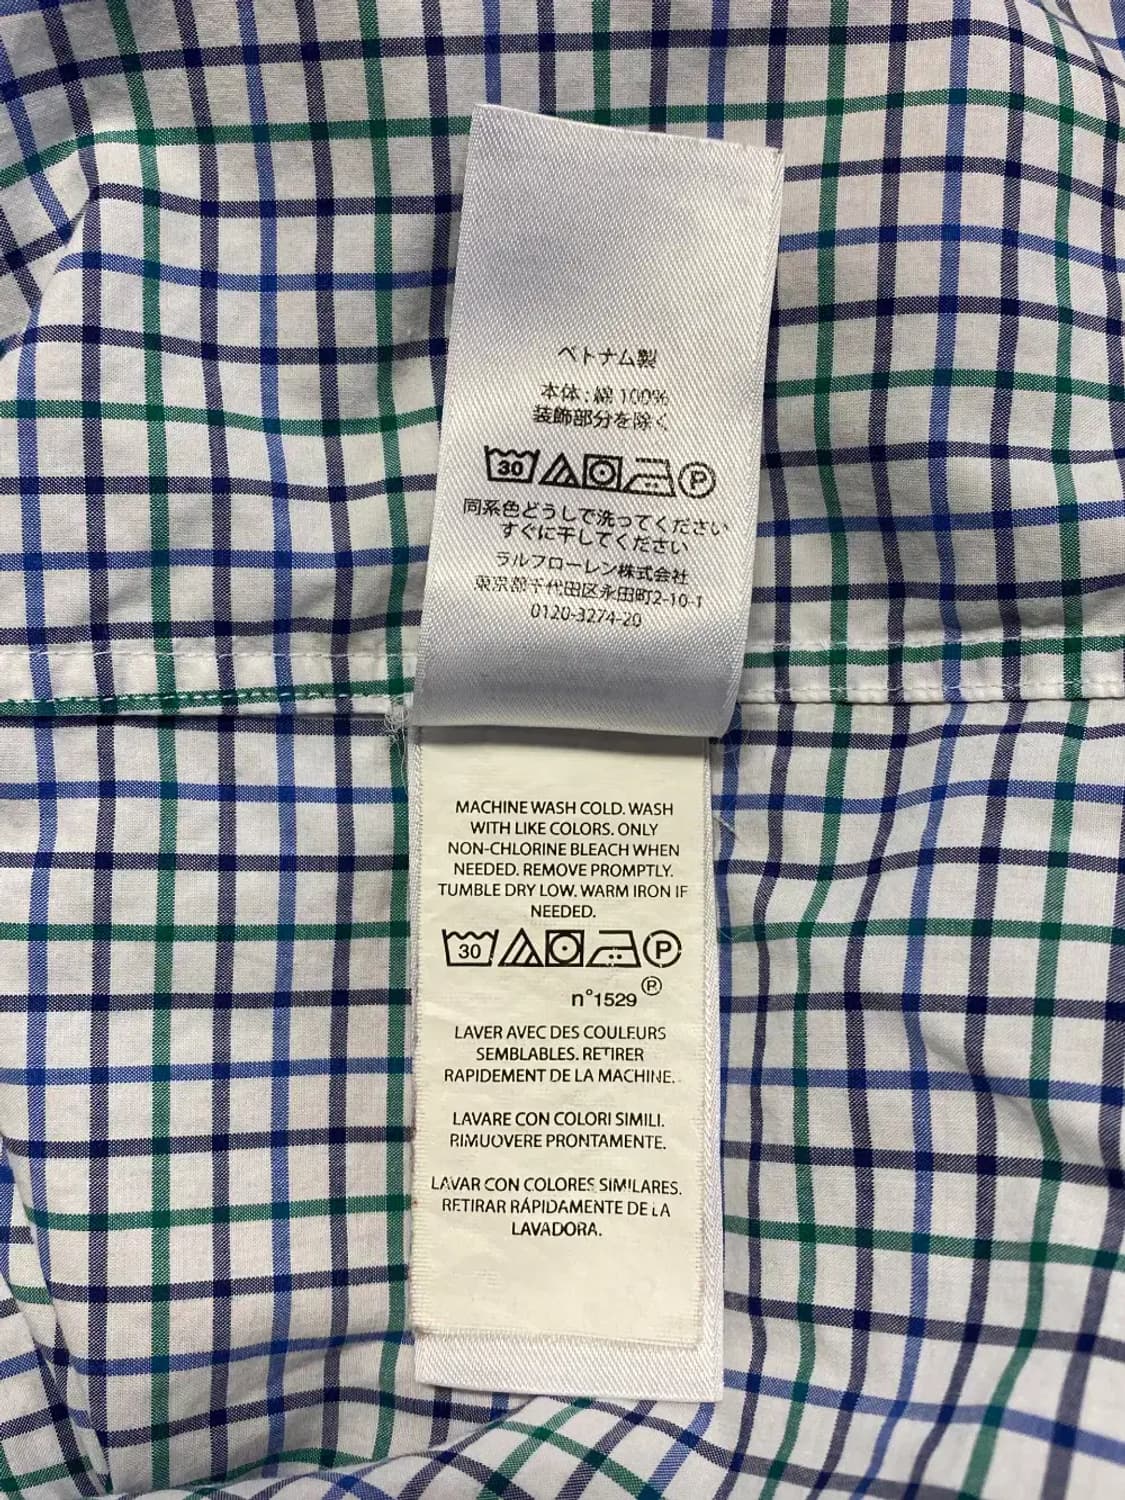 ベトナム製
本体:綿100%
装飾部分を除く
30 P
同系色どうしで洗ってください
すぐに干してください
ラルフローレン株式会社
東京都千代田区永田町2-10-1
0120-3274-20
MACHINE WASH COLD. WASH
WITH LIKE COLORS. ONLY
NON-CHLORINE BLEACH WHEN
NEEDED. REMOVE PROMPTLY.
TUMBLE DRY LOW. WARM IRON IF
NEEDED.
30 P
n°1529 ℗
LAVER AVEC DES COULEURS
SEMBLABLES. RETIRER
RAPIDEMENT DE LA MACHINE.
LAVARE CON COLORI SIMILI.
RIMUOVERE PRONTAMENTE.
LAVAR CON COLORES SIMILARES.
RETIRAR RÁPIDAMENTE DE LA
LAVADORA.